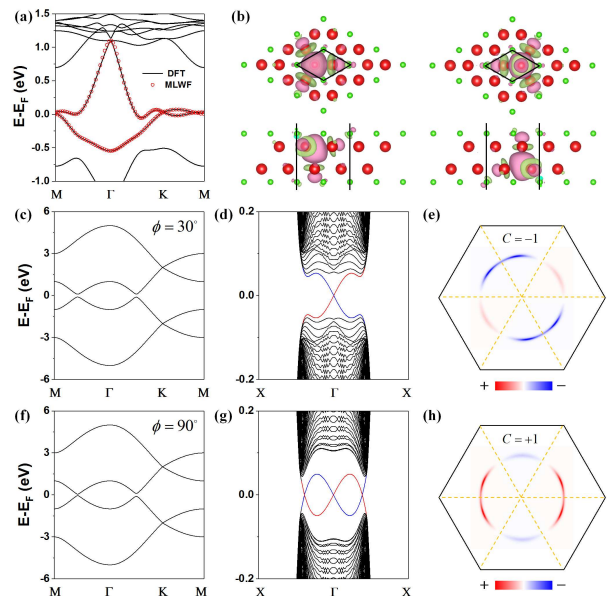 (a)
1.5
1.0
0.5
0.0
-0.5
-1.0
E-E_F (eV)
DFT
MLWF
M Γ K M
(b)
(c)
6
3
0
-3
-6
E-E_F (eV)
ϕ = 30°
M Γ K M
(d)
0.2
0.0
-0.2
X Γ X
(e)
C = −1
+ −
(f)
6
3
0
-3
-6
E-E_F (eV)
ϕ = 90°
M Γ K M
(g)
0.2
0.0
-0.2
X Γ X
(h)
C = +1
+ −